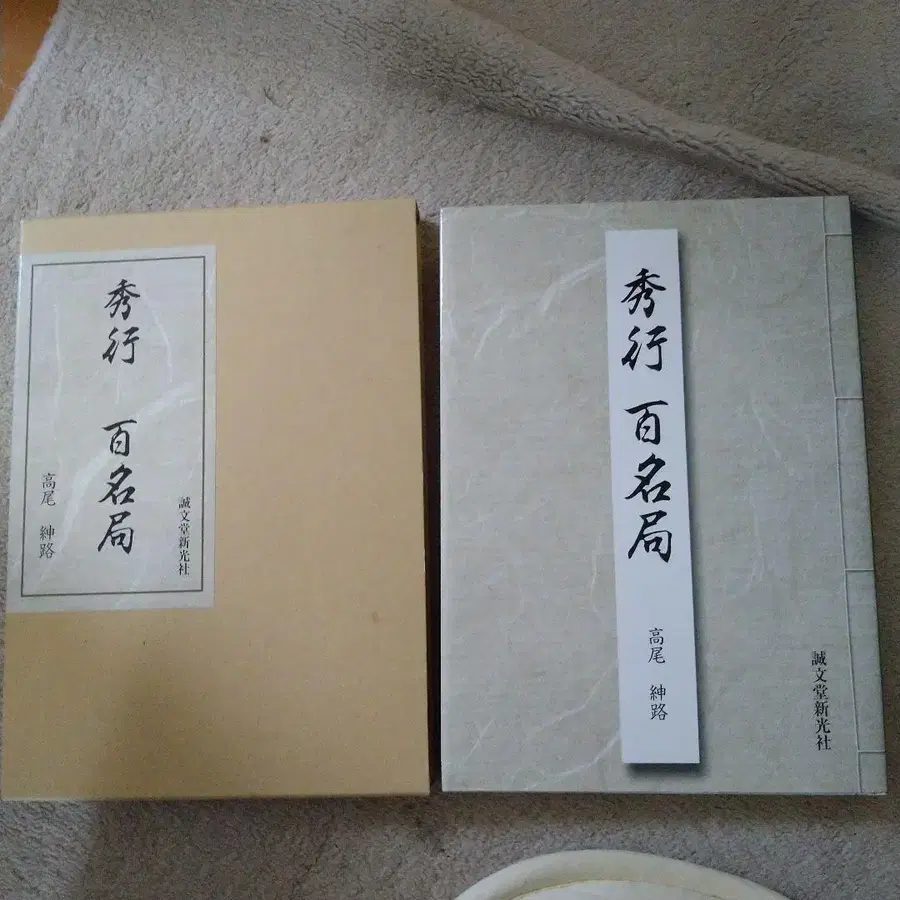 秀行 百名局
高尾 紳路
誠文堂新光社
秀行 百名局
高尾 紳路
誠文堂新光社